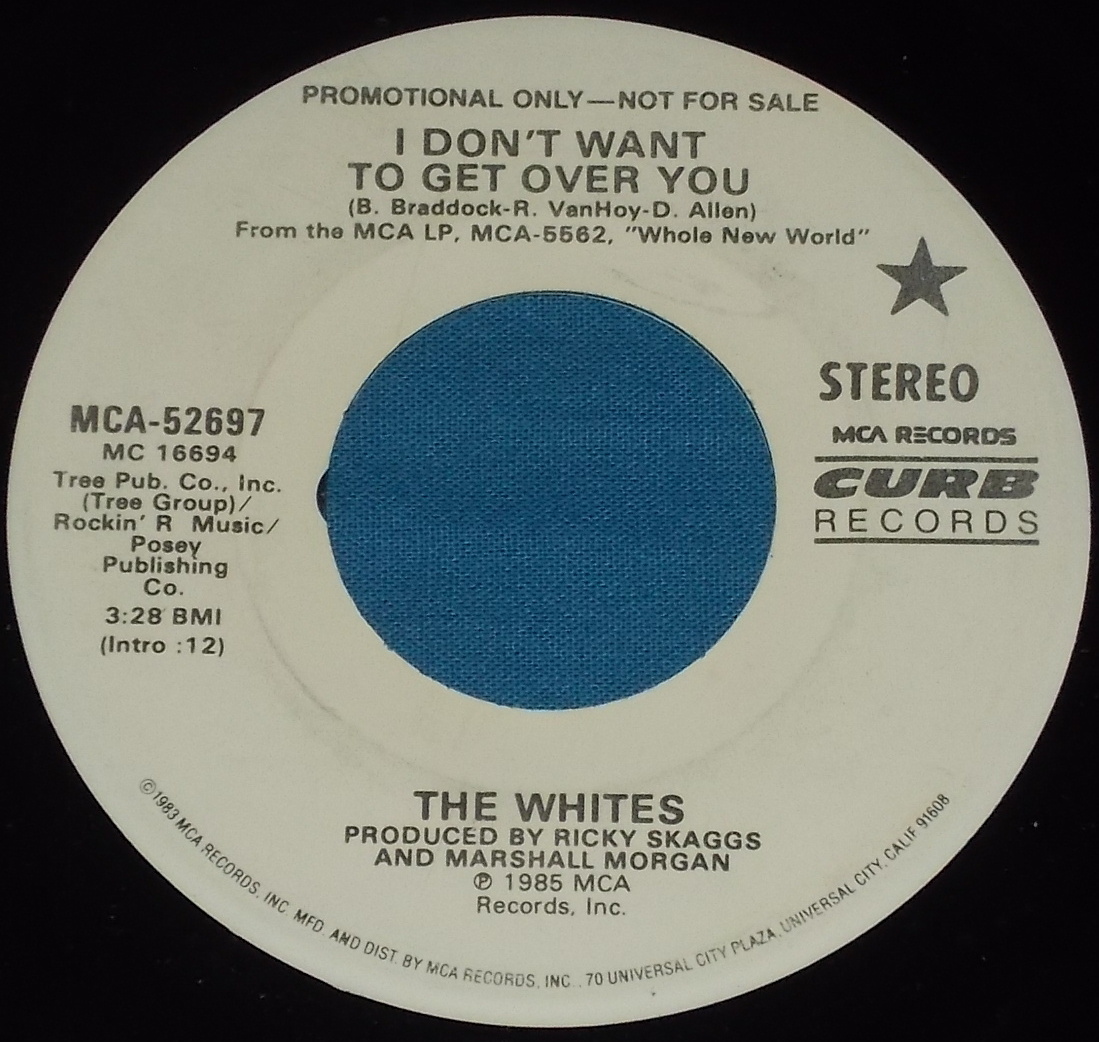 PROMOTIONAL ONLY—NOT FOR SALE
I DON'T WANT
TO GET OVER YOU
(B. Braddock-R. VanHoy-D. Allen)
From the MCA LP, MCA-5562, "Whole New World"
MCA-52697
MC 16694
Tree Pub. Co., Inc.
(Tree Group)/
Rockin' R Music/
Posey
Publishing
Co.
3:28 BMI
(Intro :12)
STEREO
MCA RECORDS
CURB
RECORDS
THE WHITES
PRODUCED BY RICKY SKAGGS
AND MARSHALL MORGAN
℗ 1985 MCA
Records, Inc.
©1983 MCA RECORDS, INC. MFD. AND DIST. BY MCA RECORDS, INC., 70 UNIVERSAL CITY PLAZA, UNIVERSAL CITY, CALIF 91608